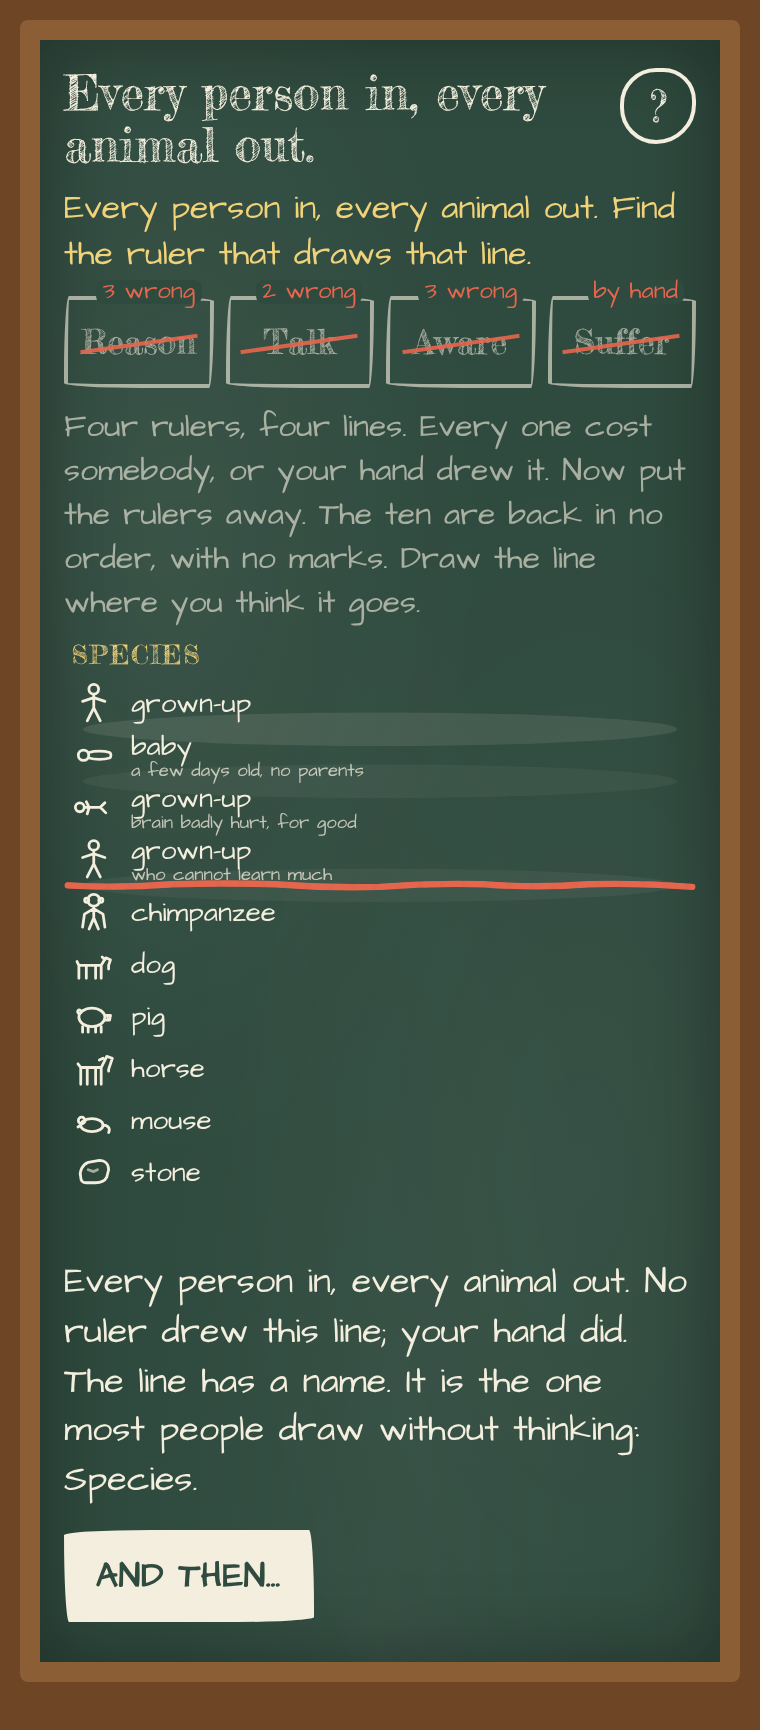 Every person in, every
animal out.
?
Every person in, every animal out. Find
the ruler that draws that line.
3 wrong
2 wrong
3 wrong
by hand
Reason
Talk
Aware
Suffer
Four rulers, four lines. Every one cost
somebody, or your hand drew it. Now put
the rulers away. The ten are back in no
order, with no marks. Draw the line
where you think it goes.
SPECIES
grown-up
baby
a few days old, no parents
grown-up
brain badly hurt, for good
grown-up
who cannot learn much
chimpanzee
dog
pig
horse
mouse
stone
Every person in, every animal out. No
ruler drew this line; your hand did.
The line has a name. It is the one
most people draw without thinking:
Species.
AND THEN...